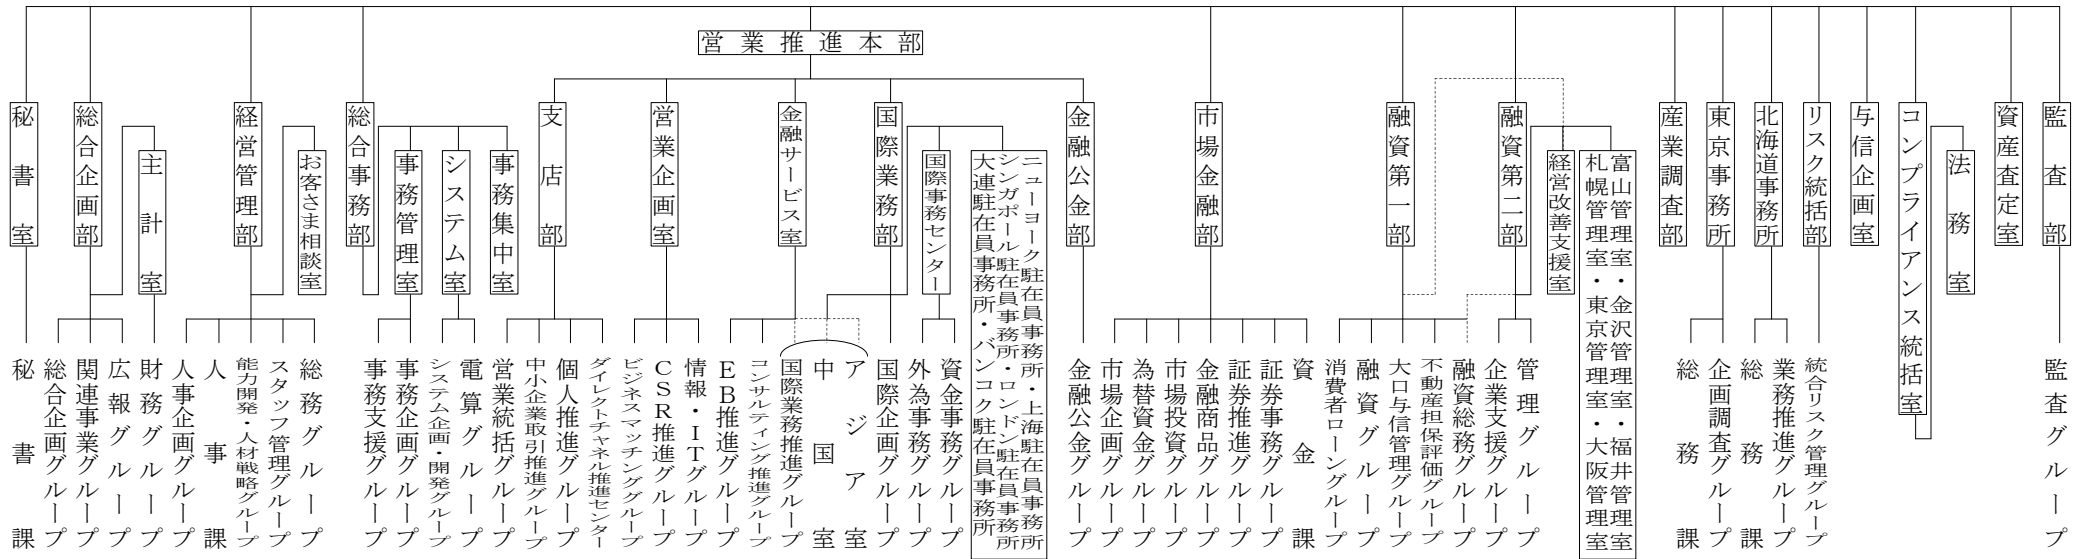 営業推進本部
秘書室
総合企画部
主計室
経営管理部
お客さま相談室
総合事務部
事務管理室
システム室
事務集中室
支店部
営業企画室
金融サービス室
国際業務部
国際事務センター
ニューヨーク駐在員事務所・上海駐在員事務所
シンガポール駐在員事務所・ロンドン駐在員事務所
大連駐在員事務所・バンコク駐在員事務所
金融公金部
市場金融部
融資第一部
融資第二部
経営改善支援室
富山管理室・金沢管理室・福井管理室
札幌管理室・東京管理室・大阪管理室
産業調査部
東京事務所
北海道事務所
リスク統括部
与信企画室
コンプライアンス統括室
法務室
資産査定室
監査部
秘書課
総合企画グループ
関連事業グループ
広報グループ
財務グループ
人事企画グループ
人事課
能力開発・人材戦略グループ
スタッフ管理グループ
総務グループ
事務支援グループ
事務企画グループ
システム企画・開発グループ
電算グループ
営業統括グループ
中小企業取引推進グループ
個人推進グループ
ダイレクトチャネル推進センター
ビジネスマッチンググループ
CSR推進グループ
情報・ITグループ
EB推進グループ
コンサルティング推進グループ
国際業務推進グループ
中国室
アジア室
国際企画グループ
外為事務グループ
資金事務グループ
金融公金グループ
市場企画グループ
為替資金グループ
市場投資グループ
金融商品グループ
証券推進グループ
証券事務グループ
資金課
消費者ローングループ
融資グループ
大口与信管理グループ
不動産担保評価グループ
融資総務グループ
企業支援グループ
管理グループ
総務課
企画調査グループ
総務課
業務推進グループ
統合リスク管理グループ
監査グループ